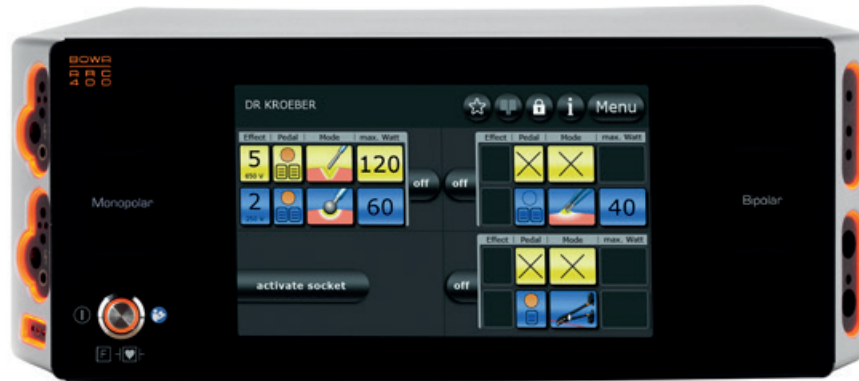 BOWA
ARC
400
DR KROEBER
i Menu
Effect Pedal Mode max. Watt
5 120
650 V
off
2 60
off
Effect Pedal Mode max. Watt
40
Monopolar
Bipolar
Effect Pedal Mode max. Watt
activate socket
off
F